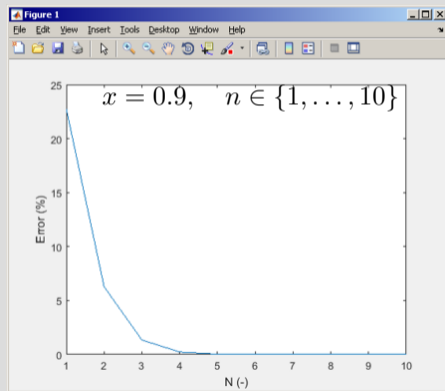 Figure 1
File Edit View Insert Tools Desktop Window Help
x = 0.9, n ∈ {1, . . . , 10}
25
20
15
10
5
0
Error (%)
1 2 3 4 5 6 7 8 9 10
N (-)